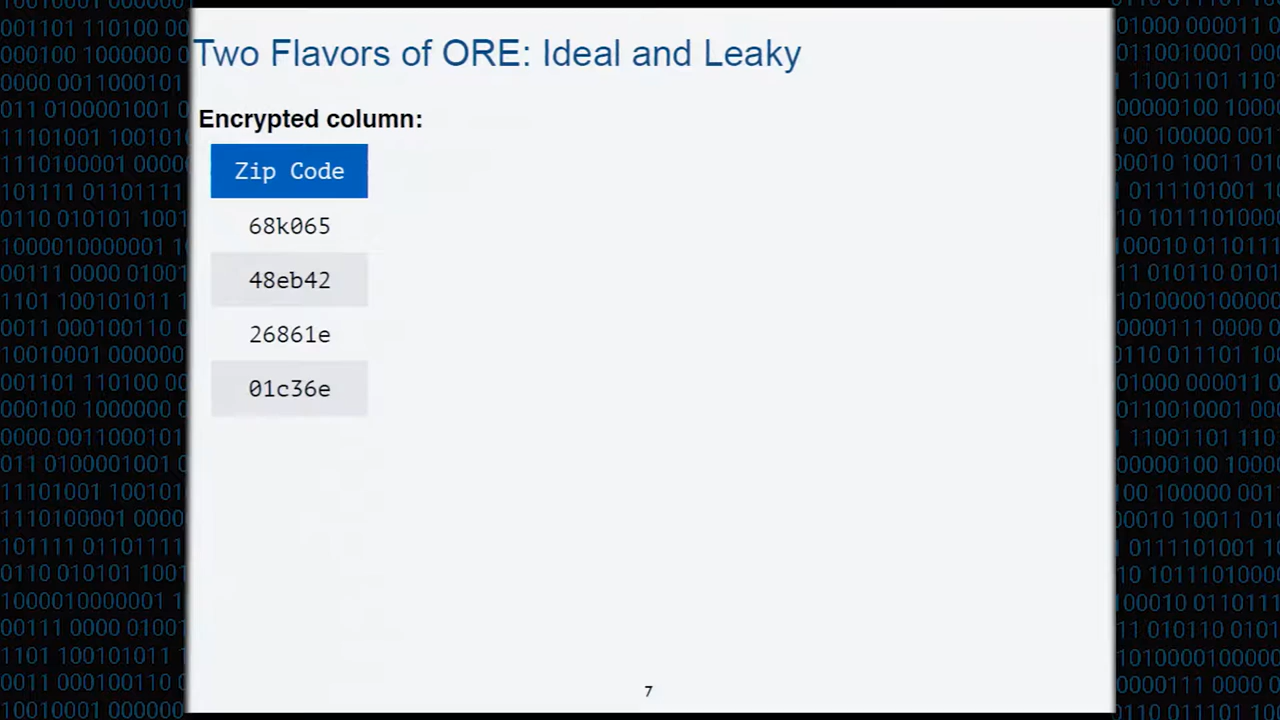 Two Flavors of ORE: Ideal and Leaky
Encrypted column:
Zip Code
68k065
48eb42
26861e
01c36e
7